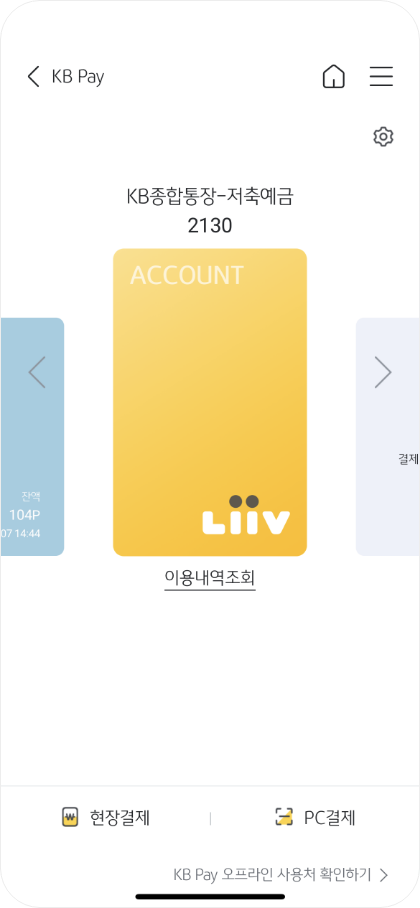 KB Pay
KB종합통장-저축예금
2130
ACCOUNT
잔액
104P
07 14:44
결제
Liiv
이용내역조회
현장결제
PC결제
KB Pay 오프라인 사용처 확인하기